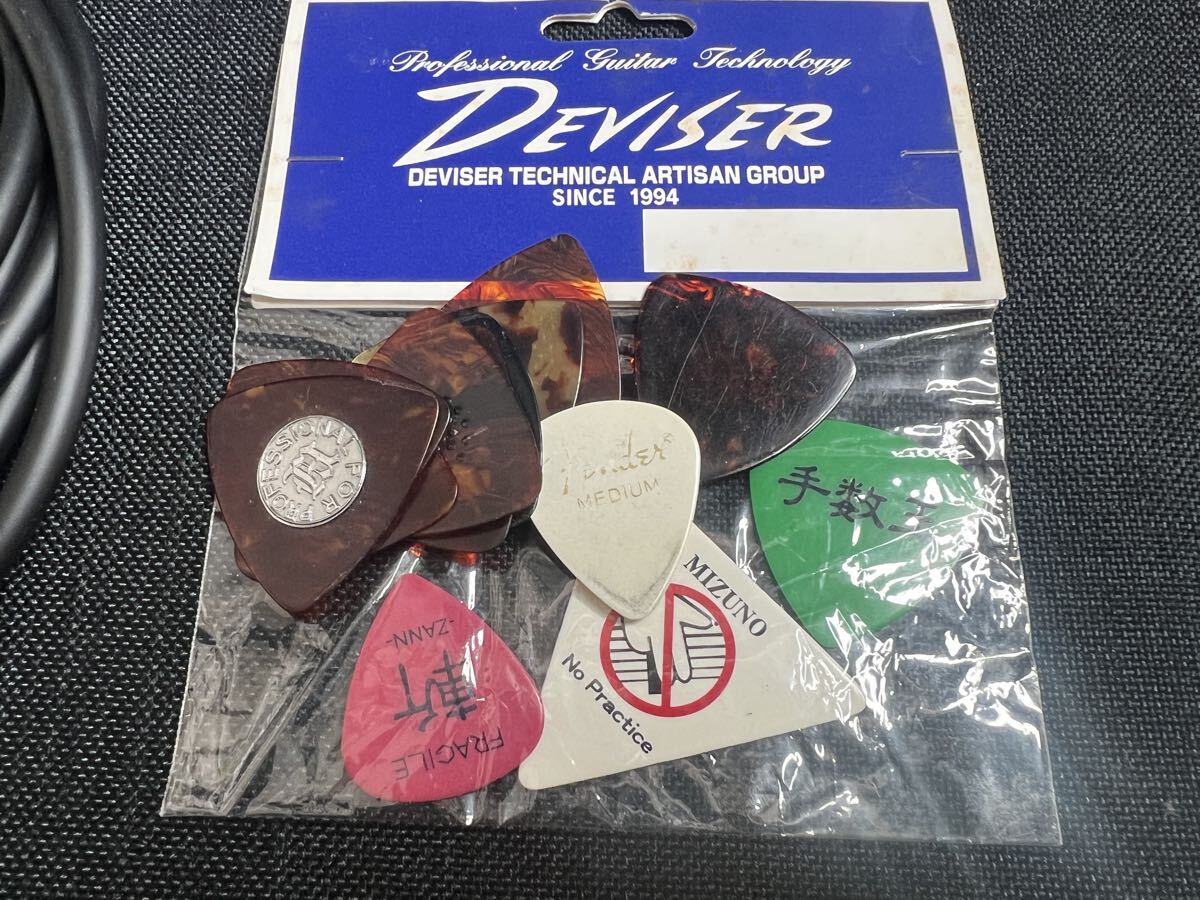 Professional Guitar Technology
DEVISER
DEVISER TECHNICAL ARTISAN GROUP
SINCE 1994
PROFESSIONAL FOR
Fender®
MEDIUM
手数王
MIZUNO
No Practice
-ZANN-
斬
FRAGILE